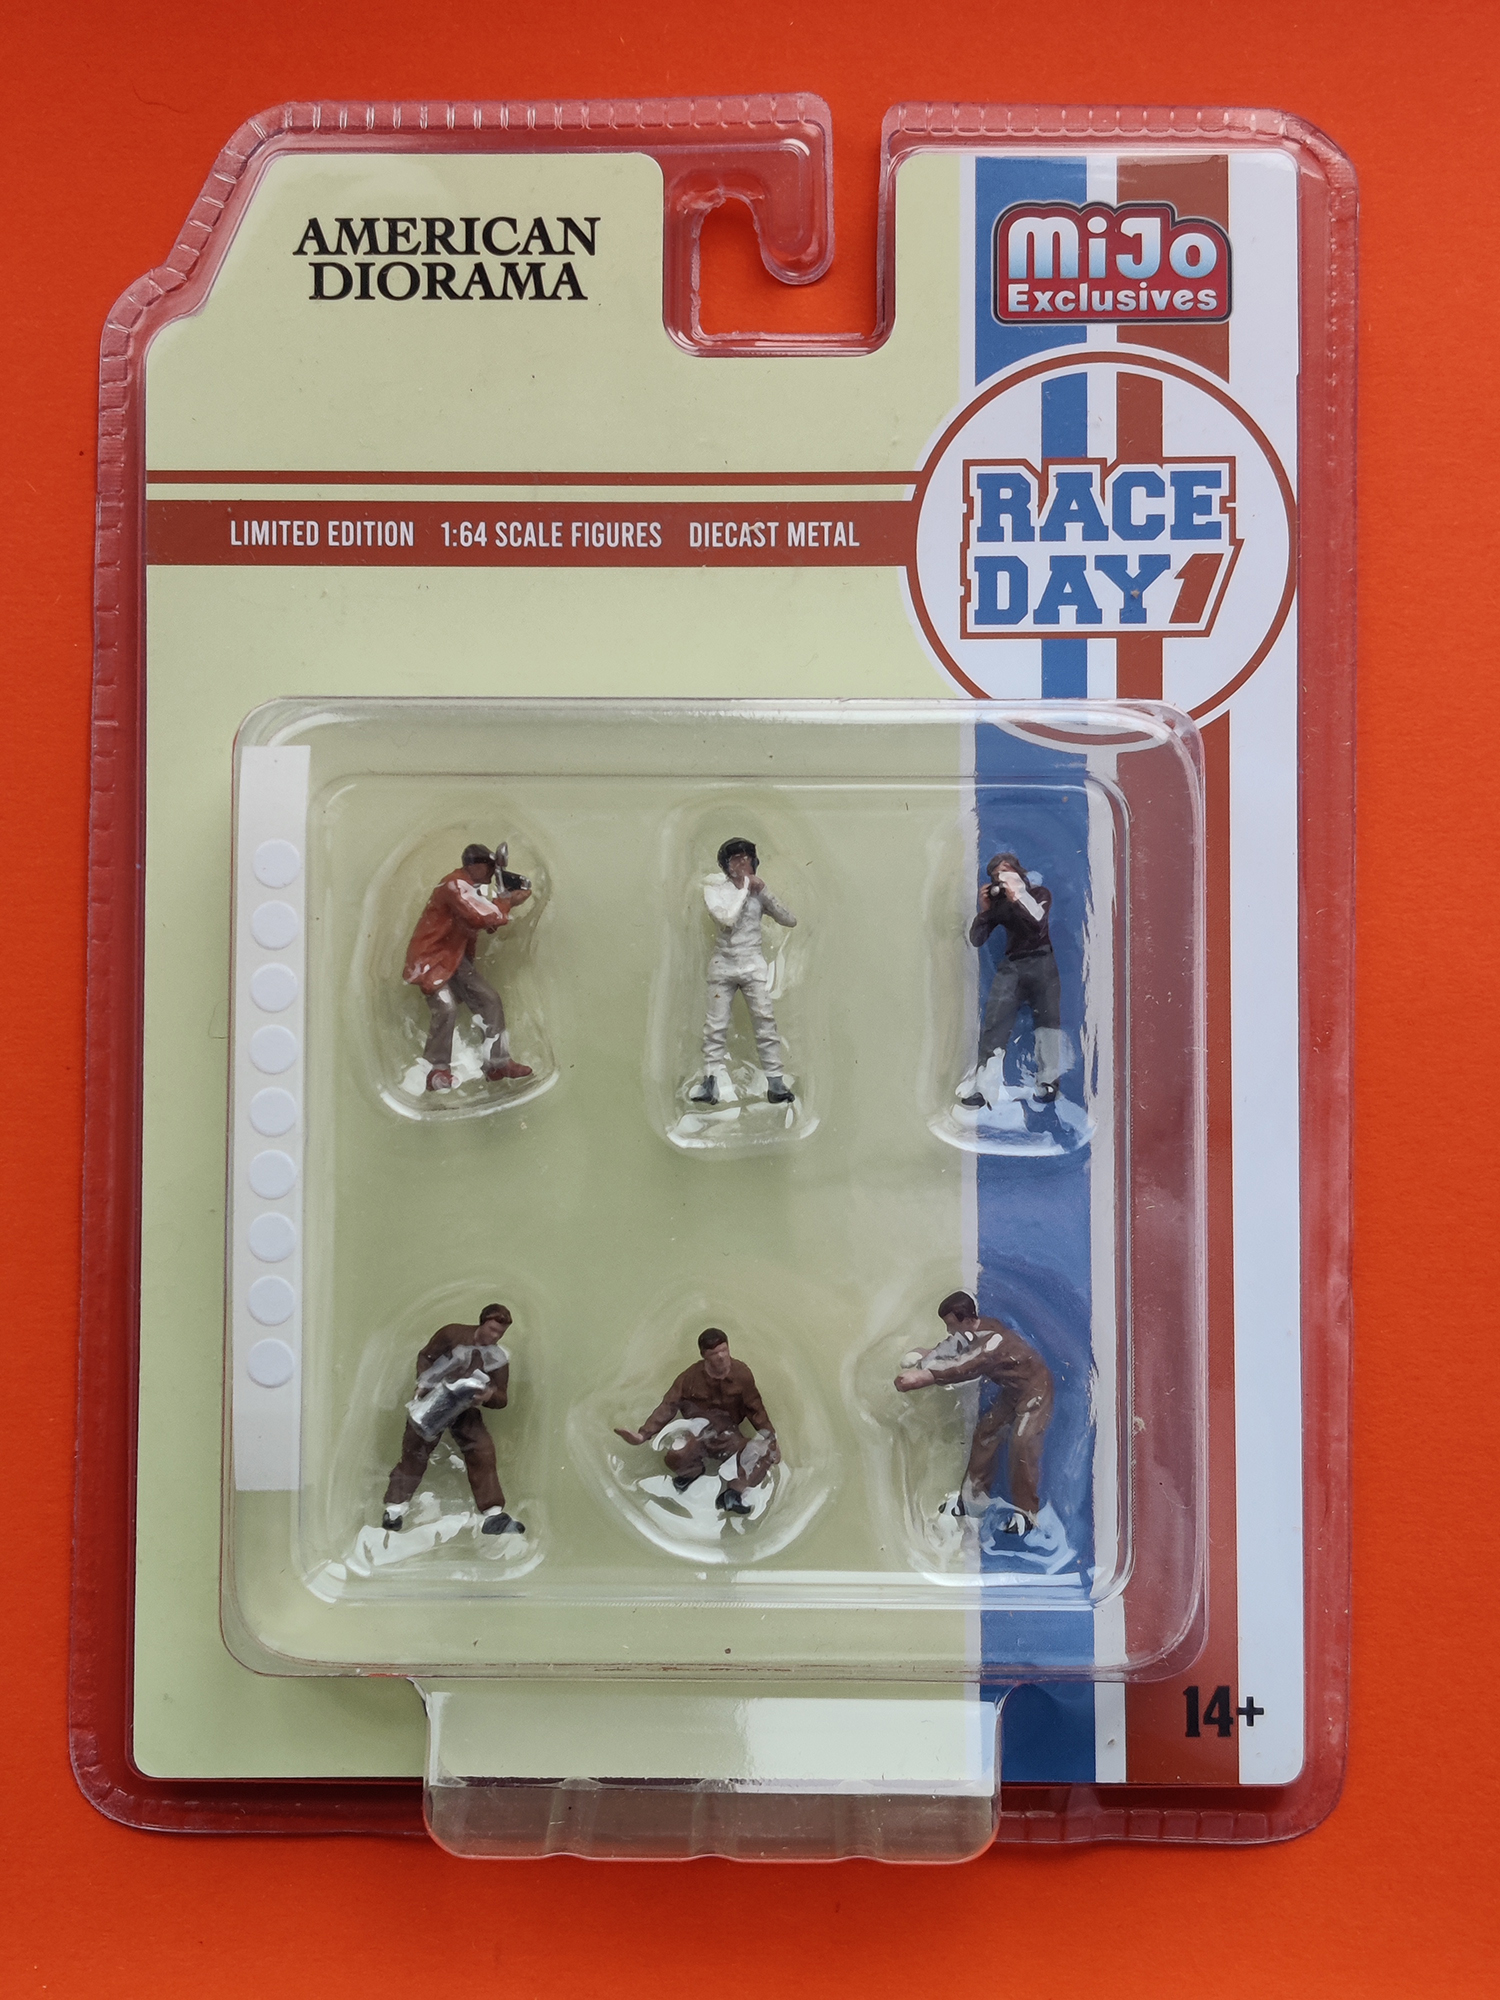 AMERICAN
DIORAMA
MiJo
Exclusives
RACE
DAY1
LIMITED EDITION 1:64 SCALE FIGURES DIECAST METAL
14+